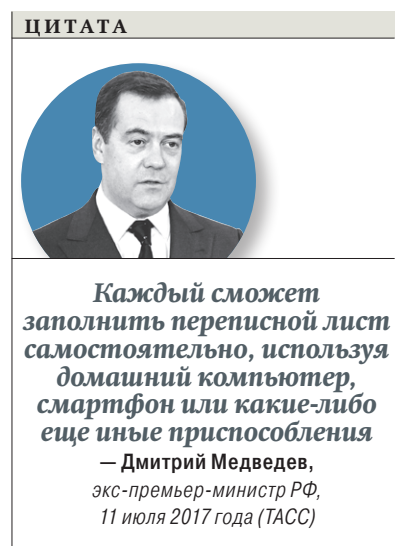 ЦИТАТА
Каждый сможет
заполнить переписной лист
самостоятельно, используя
домашний компьютер,
смартфон или какие-либо
еще иные приспособления
— Дмитрий Медведев,
экс-премьер-министр РФ,
11 июля 2017 года (ТАСС)